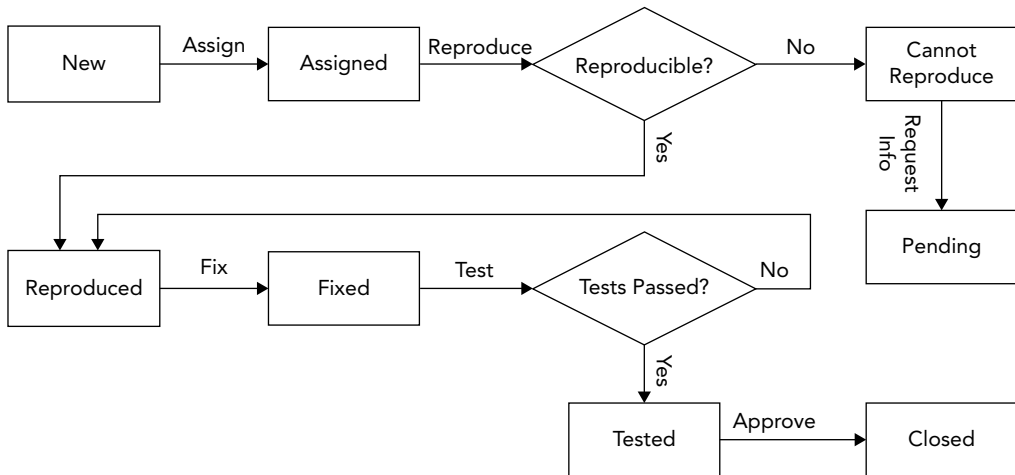 New
Assign
Assigned
Reproduce
Reproducible?
No
Cannot
Reproduce
Yes
Request
Info
Pending
Reproduced
Fix
Fixed
Test
Tests Passed?
No
Yes
Tested
Approve
Closed